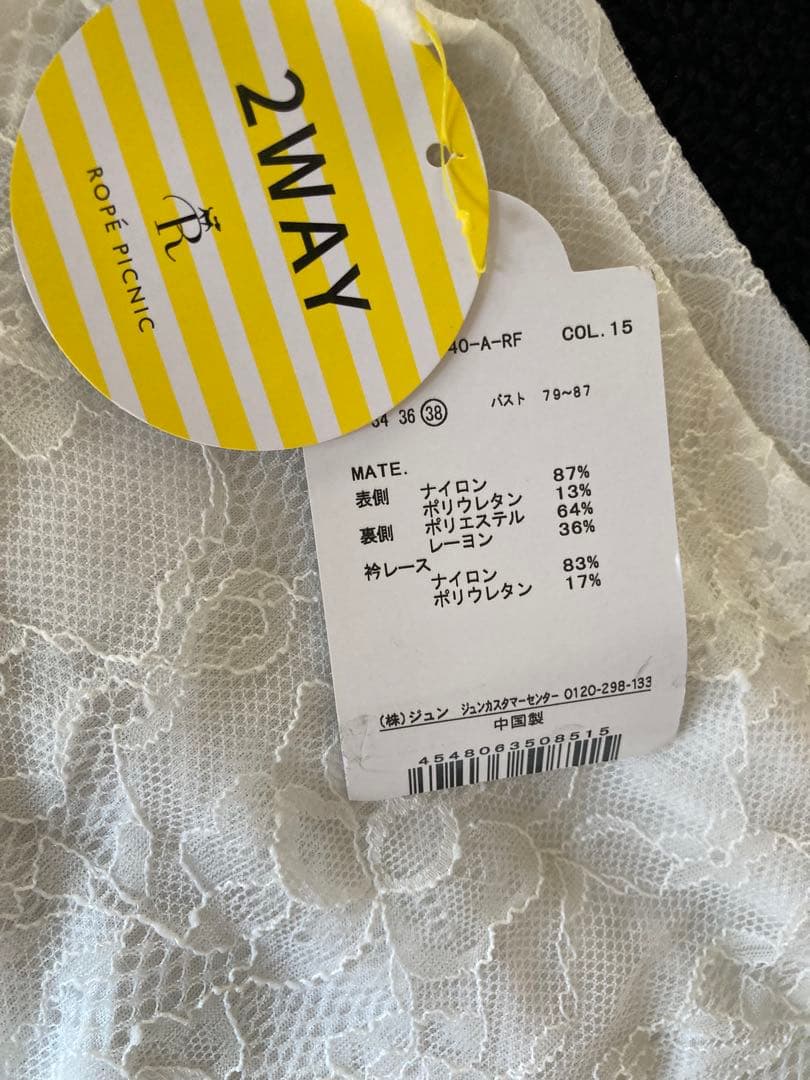 2WAY
R
ROPÉ PICNIC
40-A-RF COL.15
34 36 38 バスト 79~87
MATE.
表側 ナイロン 87%
ポリウレタン 13%
裏側 ポリエステル 64%
レーヨン 36%
衿レース
ナイロン 83%
ポリウレタン 17%
(株)ジュン ジュンカスタマーセンター 0120-298-133
中国製
4548063508515